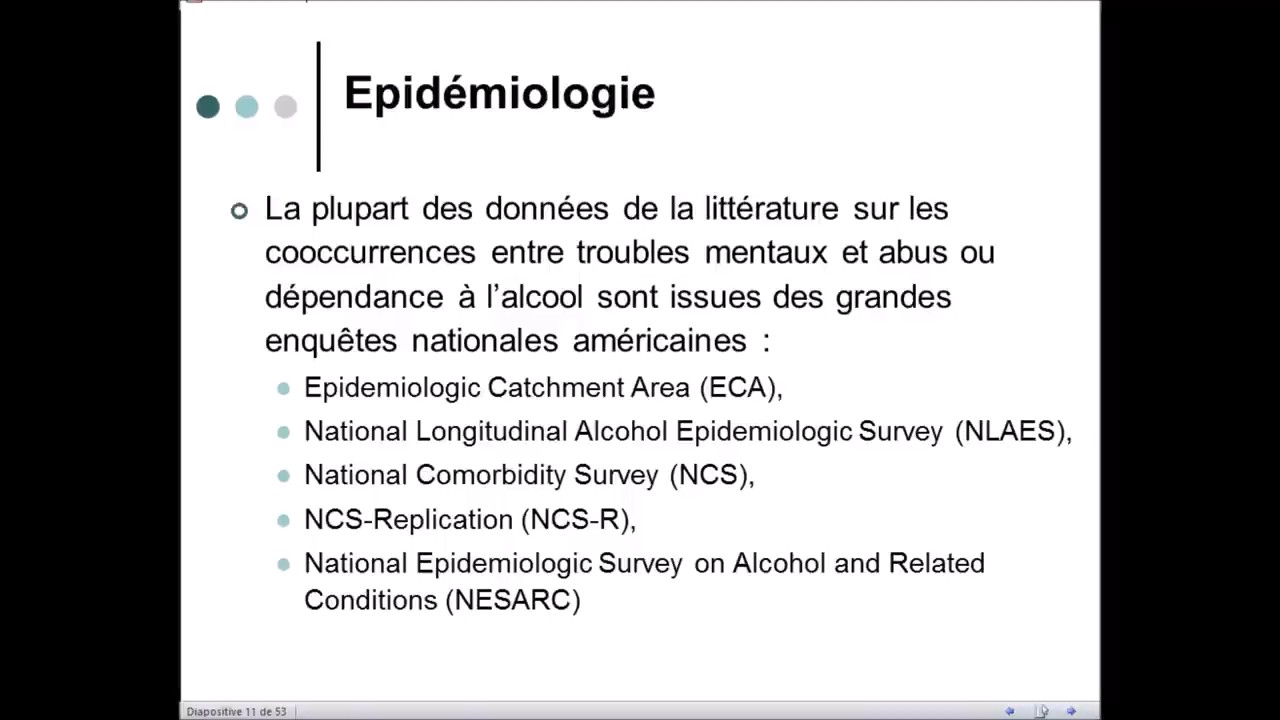 Epidémiologie
La plupart des données de la littérature sur les
cooccurrences entre troubles mentaux et abus ou
dépendance à l’alcool sont issues des grandes
enquêtes nationales américaines :
Epidemiologic Catchment Area (ECA),
National Longitudinal Alcohol Epidemiologic Survey (NLAES),
National Comorbidity Survey (NCS),
NCS-Replication (NCS-R),
National Epidemiologic Survey on Alcohol and Related
Conditions (NESARC)
Diapositive 11 de 53